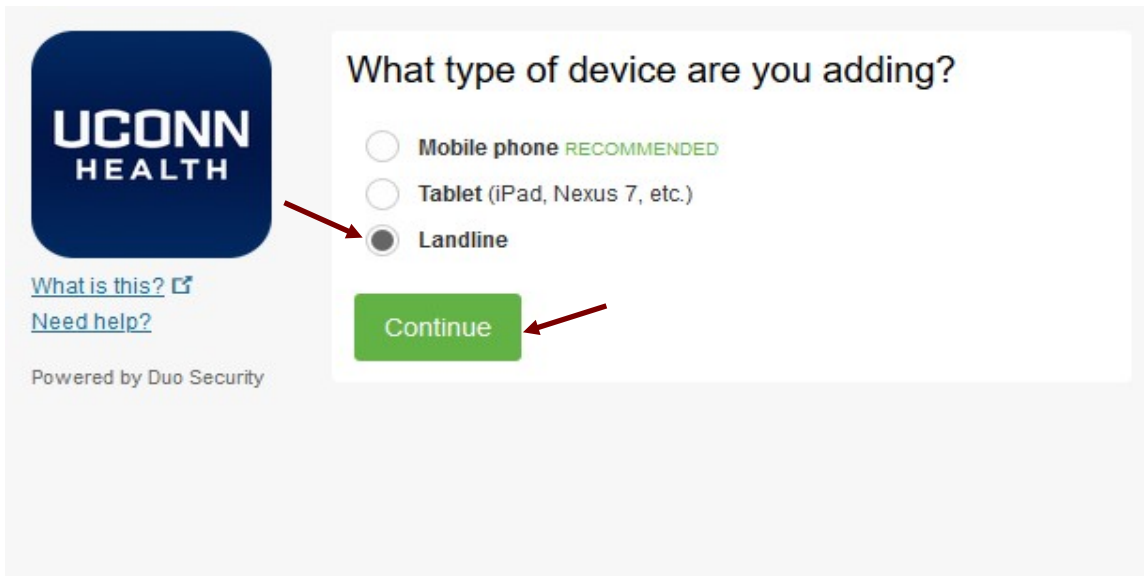 UCONN
HEALTH
What is this?
Need help?
Powered by Duo Security
What type of device are you adding?
Mobile phone RECOMMENDED
Tablet (iPad, Nexus 7, etc.)
Landline
Continue